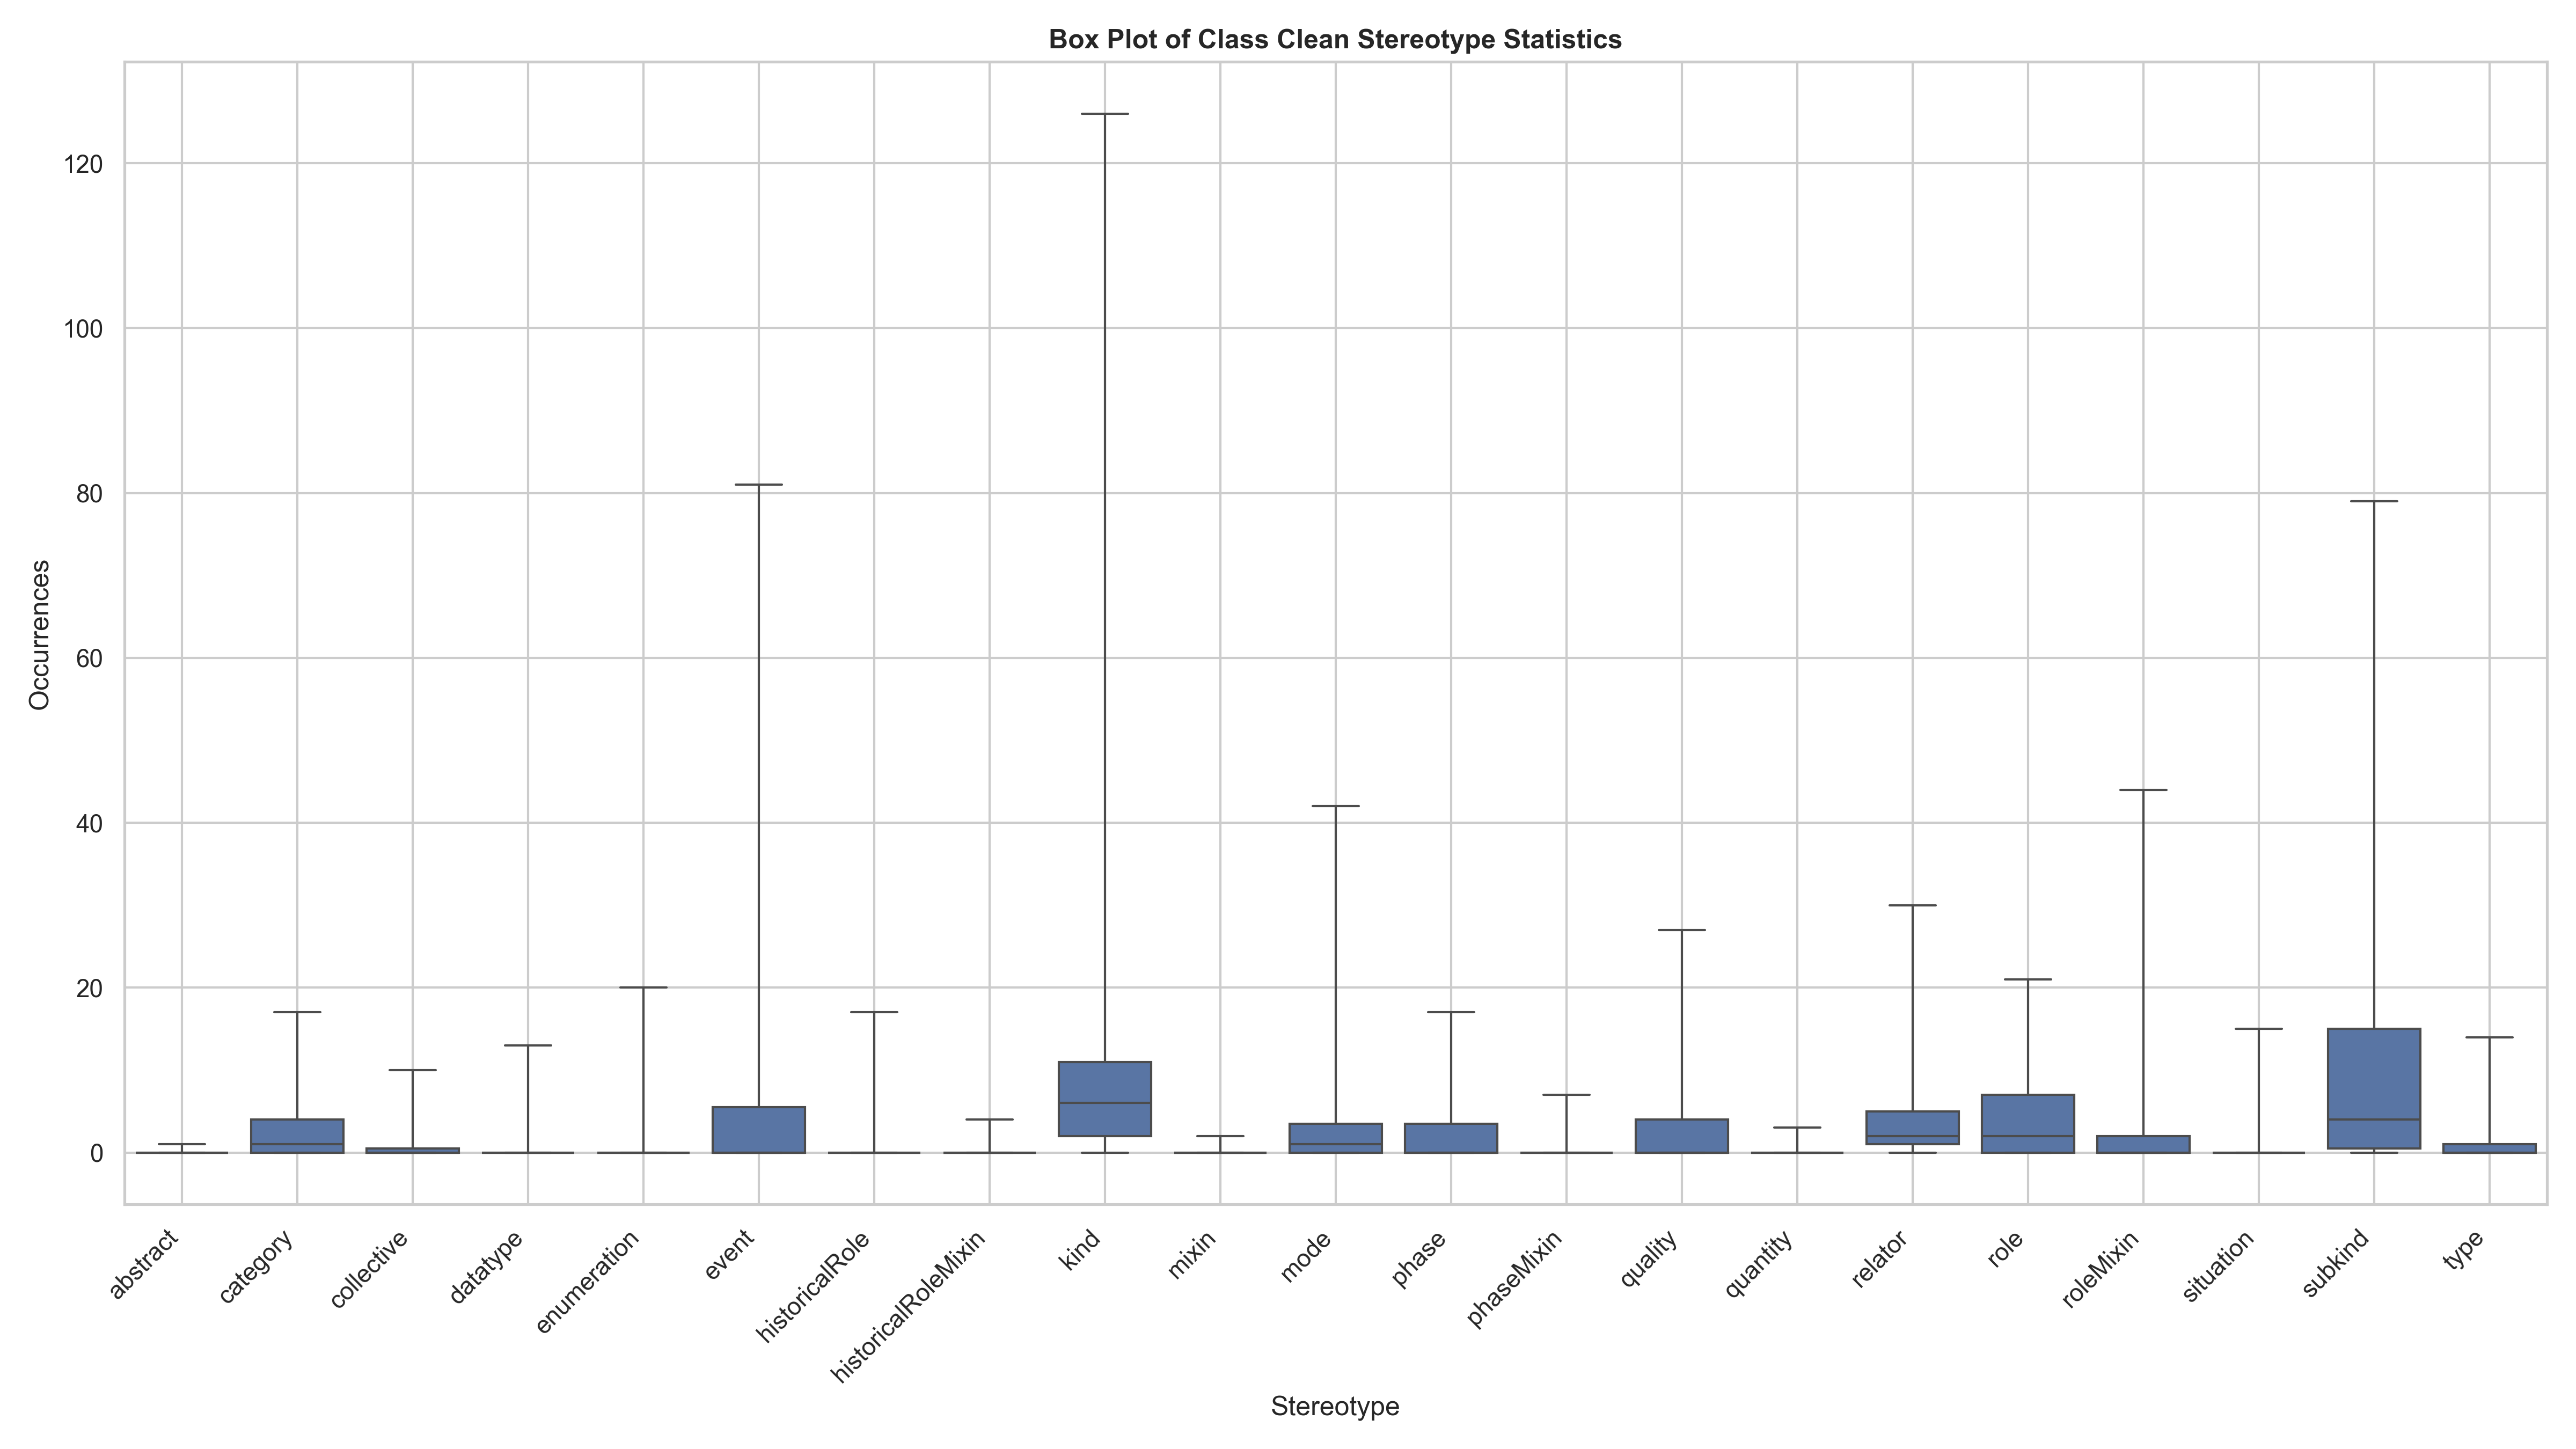 Box Plot of Class Clean Stereotype Statistics
Occurrences
120
100
80
60
40
20
0
abstract
category
collective
datatype
enumeration
event
historicalRole
historicalRoleMixin
kind
mixin
mode
phase
phaseMixin
quality
quantity
relator
role
roleMixin
situation
subkind
type
Stereotype